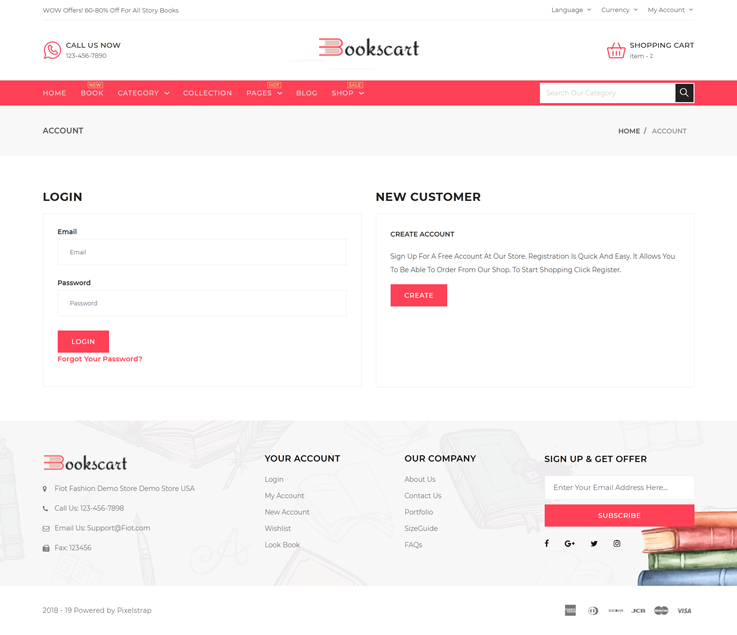 WOW Offers! 60-80% Off For All Story Books
Language
Currency
My Account
CALL US NOW
123-456-7890
Bookscart
SHOPPING CART
item - 2
NEW
HOT
SALE
HOME
BOOK
CATEGORY
COLLECTION
PAGES
BLOG
SHOP
Search Our Category
ACCOUNT
HOME / ACCOUNT
LOGIN
Email
Email
Password
Password
LOGIN
Forgot Your Password?
NEW CUSTOMER
CREATE ACCOUNT
Sign Up For A Free Account At Our Store. Registration Is Quick And Easy. It Allows You
To Be Able To Order From Our Shop. To Start Shopping Click Register.
CREATE
Bookscart
Fiot Fashion Demo Store Demo Store USA
Call Us: 123-456-7898
Email Us: Support@Fiot.com
Fax: 123456
YOUR ACCOUNT
Login
My Account
New Account
Wishlist
Look Book
OUR COMPANY
About Us
Contact Us
Portfolio
SizeGuide
FAQs
SIGN UP & GET OFFER
Enter Your Email Address Here...
SUBSCRIBE
2018 - 19 Powered by Pixelstrap
JCB
VISA